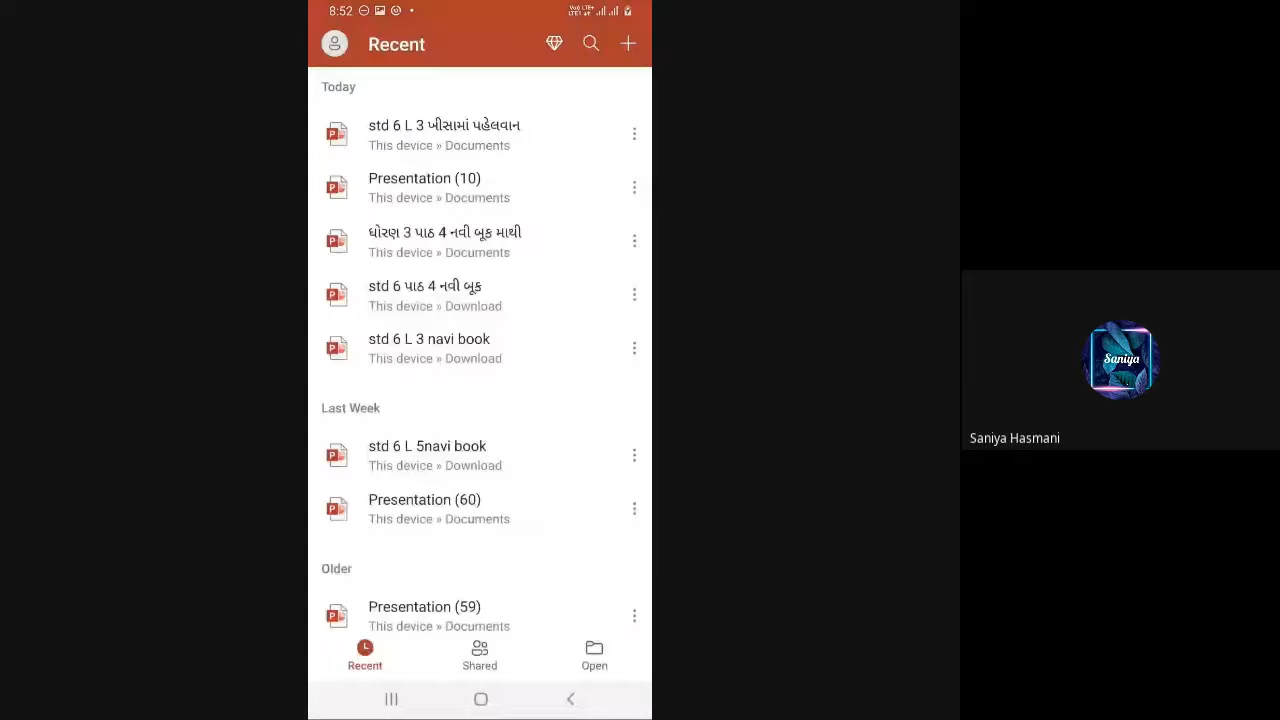 8:52
Recent
Today
std 6 L 3 ખીસામાં પહેલવાન
This device » Documents
Presentation (10)
This device » Documents
ધોરણ 3 પાઠ 4 નવી બૂક માથી
This device » Documents
std 6 પાઠ 4 નવી બૂક
This device » Download
std 6 L 3 navi book
This device » Download
Last Week
std 6 L 5navi book
This device » Download
Presentation (60)
This device » Documents
Older
Presentation (59)
This device » Documents
Recent
Shared
Open
Saniya
Saniya Hasmani